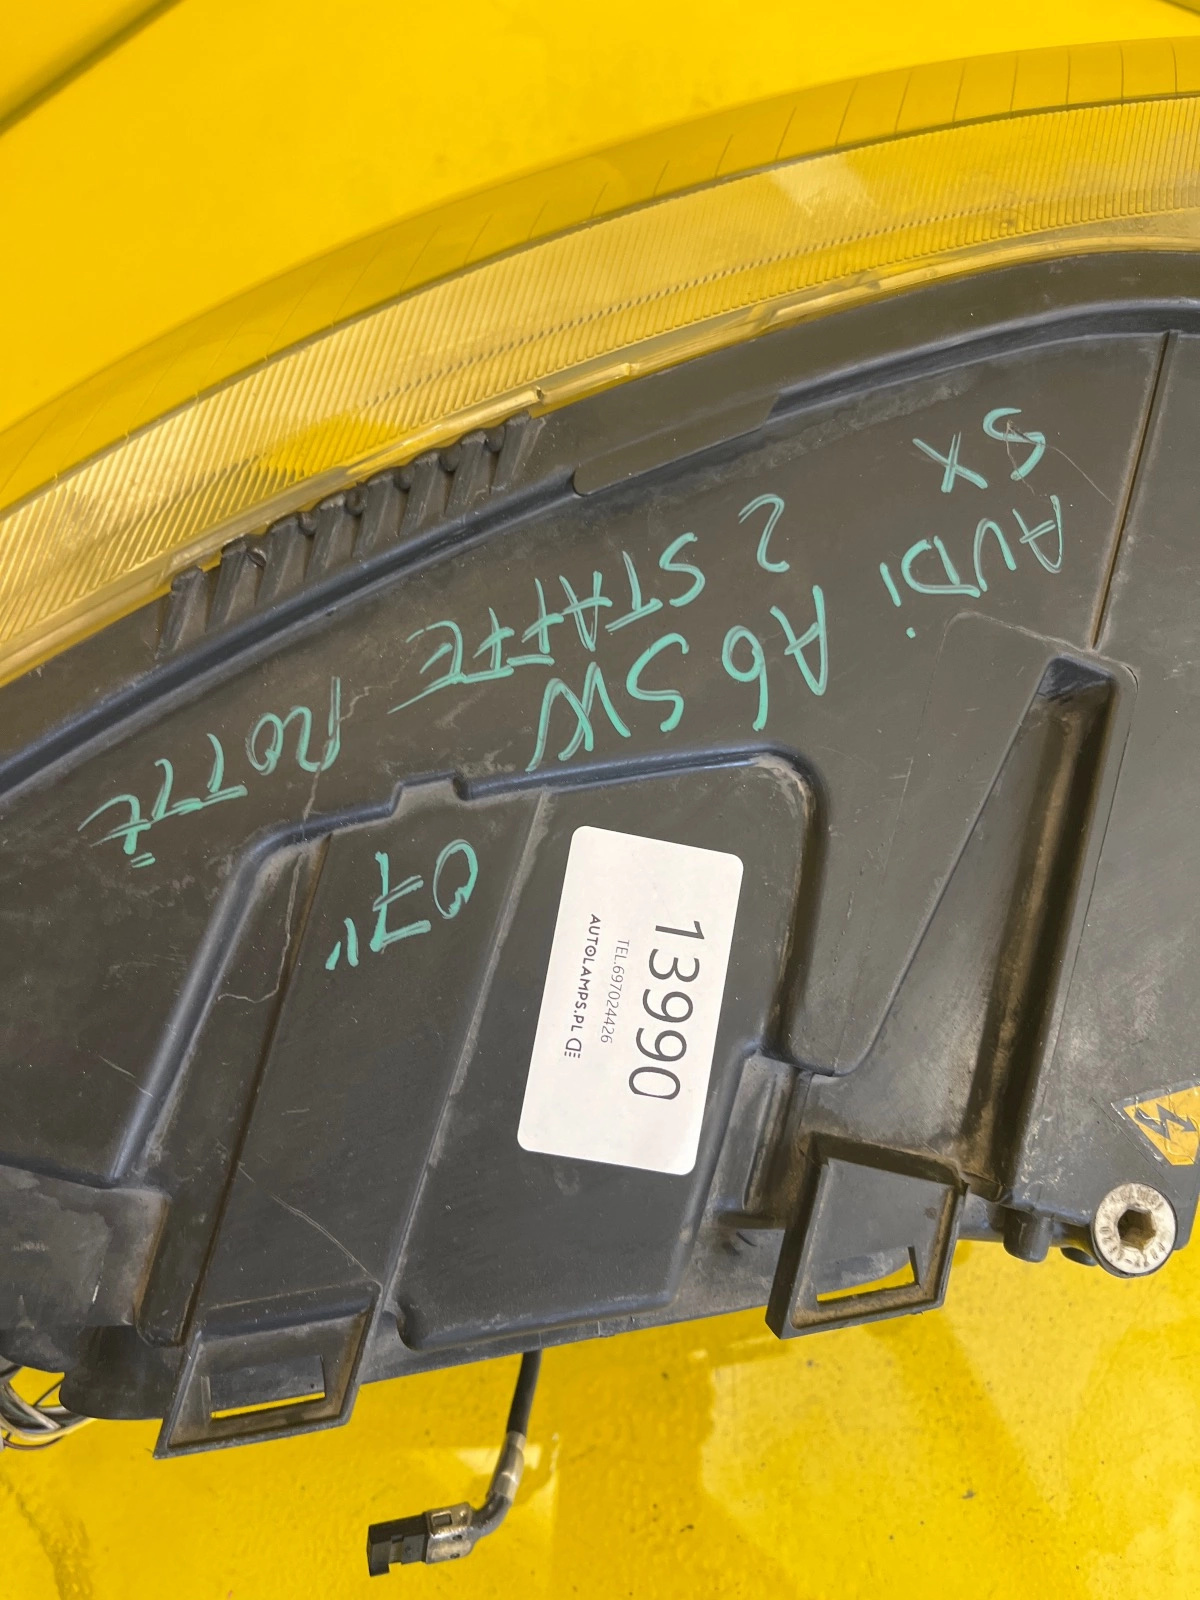 SX
AUDi A6 SW 07"
2 STAFFE ROTTE
13990
TEL.697024426
AUTOLAMPS.PL